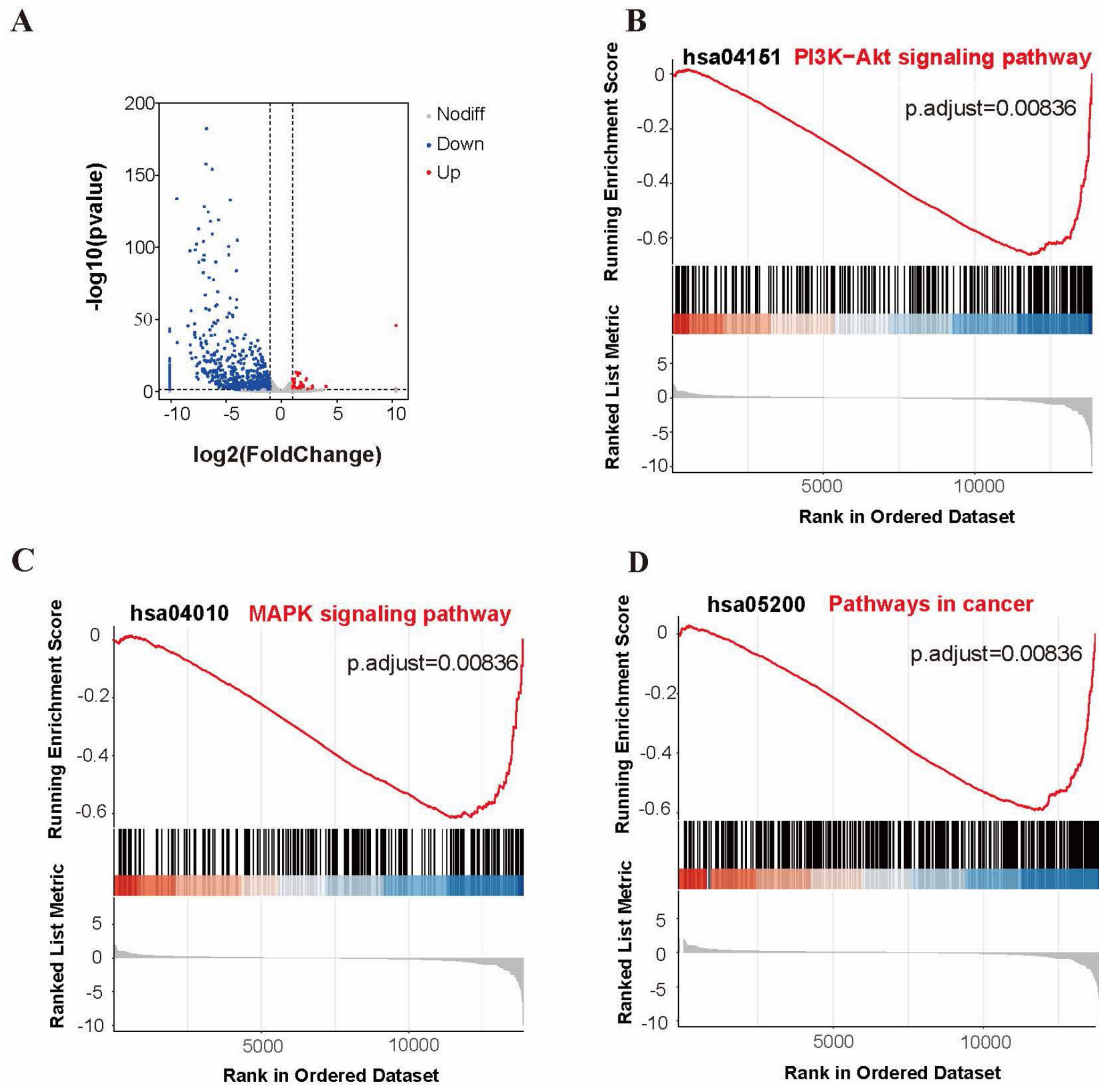 A
200
150
100
50
0
-10
-5
0
5
10
-log10(pvalue)
log2(FoldChange)
Nodiff
Down
Up
B
hsa04151 PI3K−Akt signaling pathway
p.adjust=0.00836
Running Enrichment Score
0
-0.2
-0.4
-0.6
Ranked List Metric
5
0
-5
-10
5000
10000
Rank in Ordered Dataset
C
hsa04010 MAPK signaling pathway
p.adjust=0.00836
Running Enrichment Score
0
-0.2
-0.4
-0.6
Ranked List Metric
5
0
-5
-10
5000
10000
Rank in Ordered Dataset
D
hsa05200 Pathways in cancer
p.adjust=0.00836
Running Enrichment Score
0
-0.2
-0.4
-0.6
Ranked List Metric
5
0
-5
-10
5000
10000
Rank in Ordered Dataset